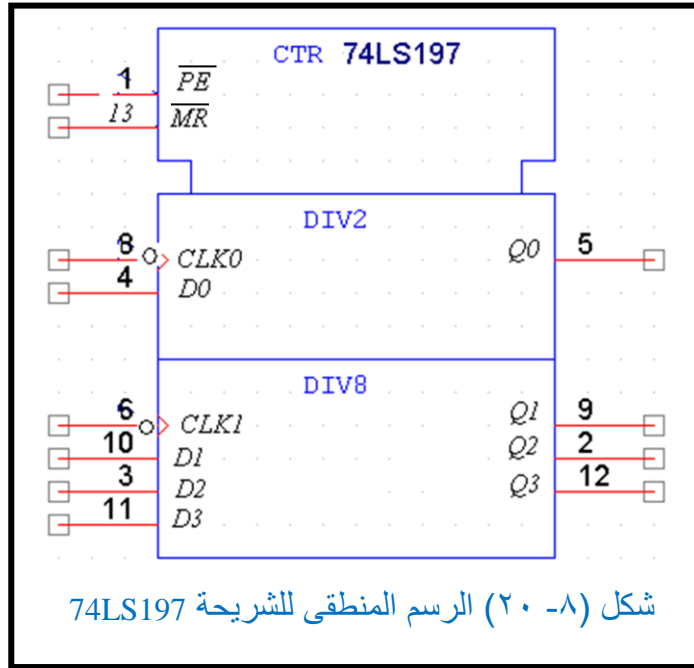 CTR 74LS197
1 PE
13 MR
DIV2
8 CLK0 Q0 5
4 D0
DIV8
6 CLK1 Q1 9
10 D1 Q2 2
3 D2 Q3 12
11 D3
شكل (٨- ٢٠) الرسم المنطقى للشريحة 74LS197